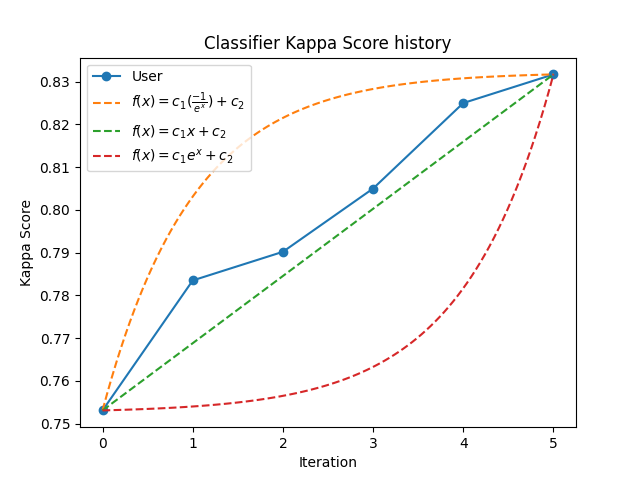 Classifier Kappa Score history
User
f(x) = c₁(−1/eˣ) + c₂
f(x) = c₁x + c₂
f(x) = c₁eˣ + c₂
0.83
0.82
0.81
0.80
0.79
0.78
0.77
0.76
0.75
Kappa Score
0 1 2 3 4 5
Iteration